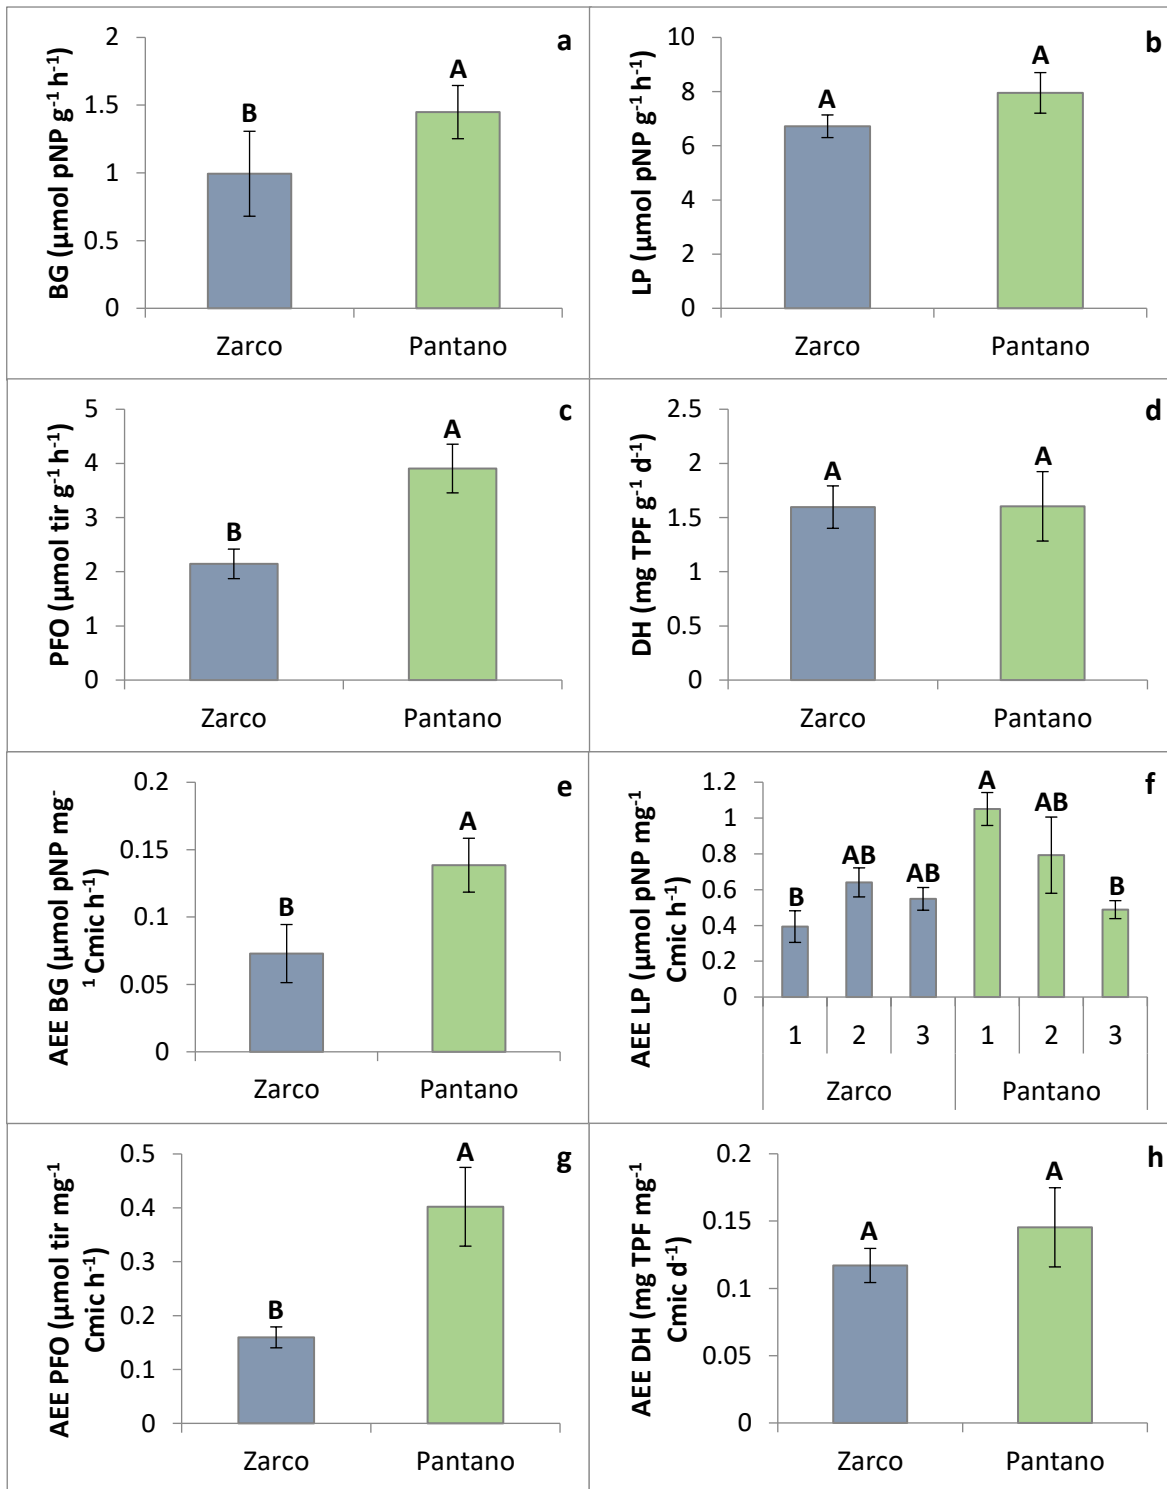 a
BG (µmol pNP g⁻¹ h⁻¹)
2
1.5
1
0.5
0
B
A
Zarco Pantano
b
LP (µmol pNP g⁻¹ h⁻¹)
10
8
6
4
2
0
A
A
Zarco Pantano
c
PFO (µmol tir g⁻¹ h⁻¹)
5
4
3
2
1
0
B
A
Zarco Pantano
d
DH (mg TPF g⁻¹ d⁻¹)
2.5
2
1.5
1
0.5
0
A
A
Zarco Pantano
e
AEE BG (µmol pNP mg⁻
¹ Cmic h⁻¹)
0.2
0.15
0.1
0.05
0
B
A
Zarco Pantano
f
AEE LP (µmol pNP mg⁻¹
Cmic h⁻¹)
1.2
1
0.8
0.6
0.4
0.2
0
B AB AB A AB B
1 2 3 1 2 3
Zarco Pantano
g
AEE PFO (µmol tir mg⁻¹
Cmic h⁻¹)
0.5
0.4
0.3
0.2
0.1
0
B
A
Zarco Pantano
h
AEE DH (mg TPF mg⁻¹
Cmic d⁻¹)
0.2
0.15
0.1
0.05
0
A
A
Zarco Pantano